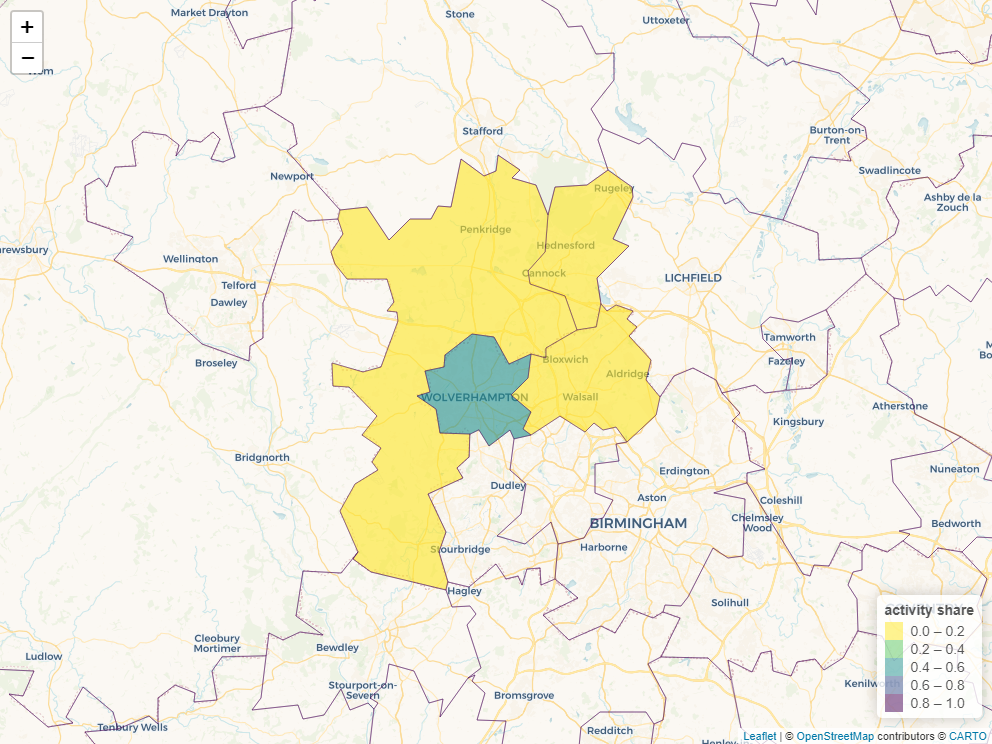 +
−
Market Drayton
Stone
Uttoxeter
Stafford
Burton-on-
Trent
Swadlincote
Newport
Rugeley
Ashby de la
Zouch
Penkridge
Hednesford
Wellington
Cannock
LICHFIELD
Telford
Dawley
Tamworth
Broseley
Bloxwich
Fazeley
Aldridge
WOLVERHAMPTON
Walsall
Atherstone
Kingsbury
Bridgnorth
Erdington
Nuneaton
Dudley
Aston
Coleshill
BIRMINGHAM
Chelmsley
Wood
Bedworth
Stourbridge
Harborne
Hagley
Solihull
activity share
0.0 – 0.2
0.2 – 0.4
0.4 – 0.6
0.6 – 0.8
0.8 – 1.0
Cleobury
Mortimer
Bewdley
Ludlow
Stourport-on-
Severn
Bromsgrove
Tenbury Wells
Redditch
Leaflet | © OpenStreetMap contributors © CARTO